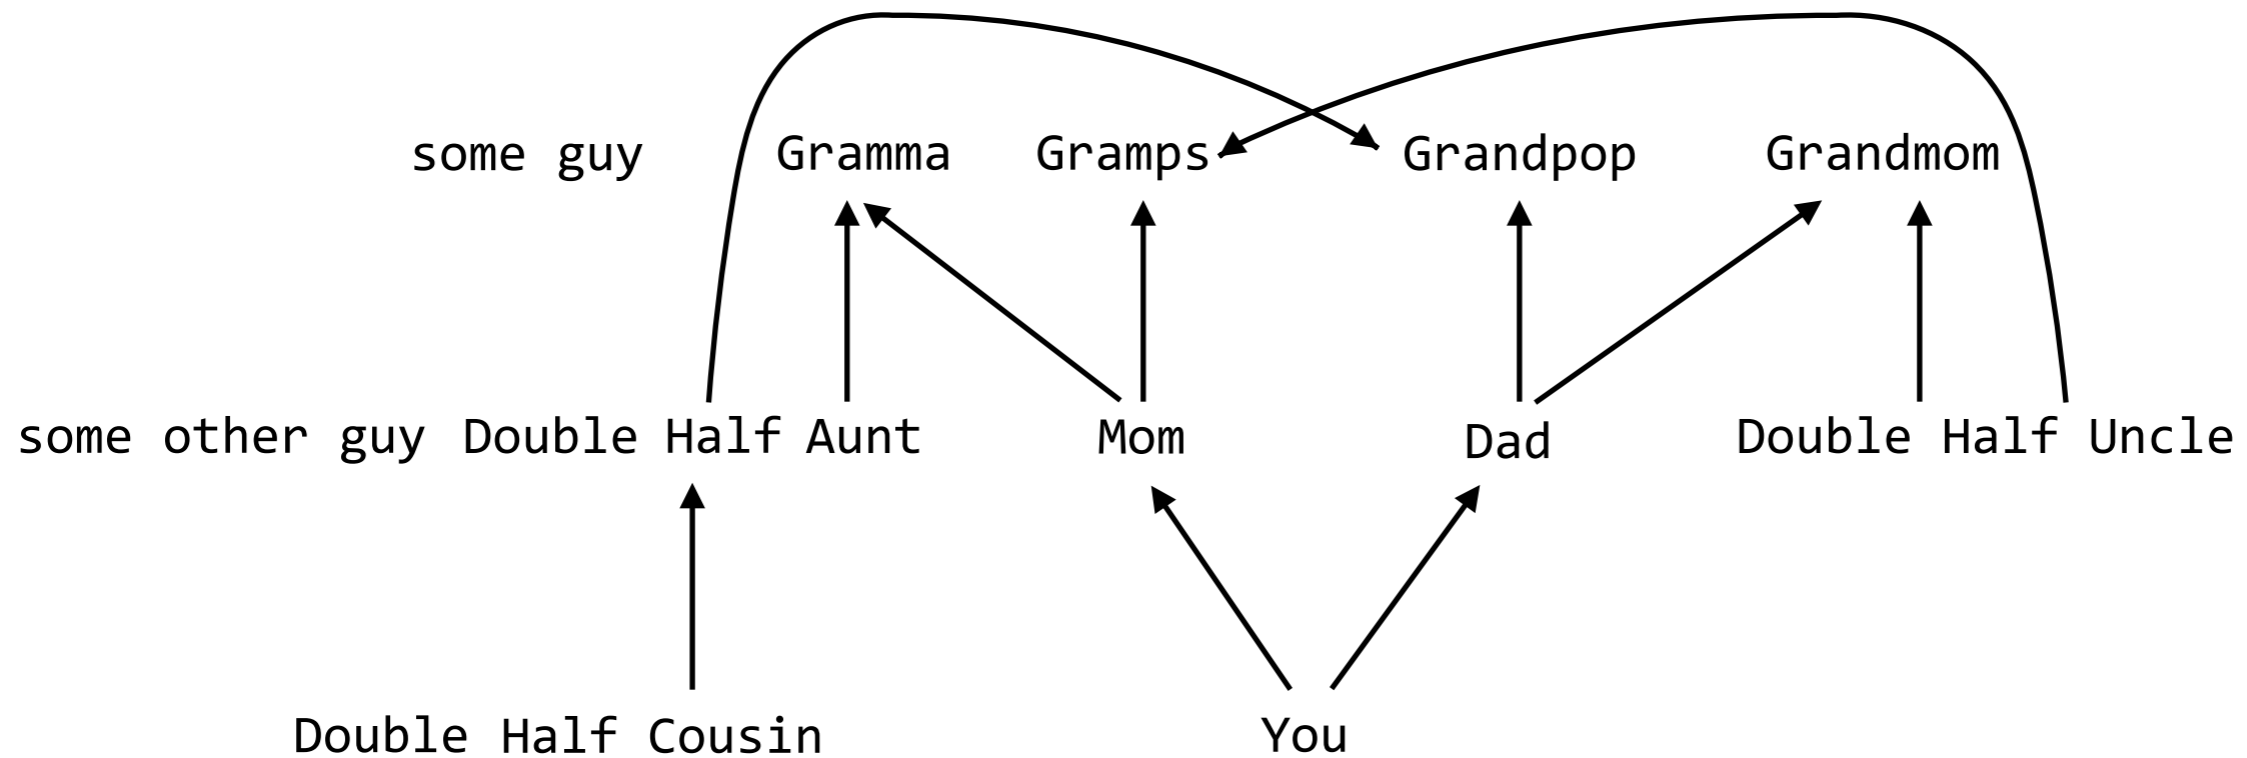 some guy Gramma Gramps Grandpop Grandmom
some other guy Double Half Aunt Mom Dad Double Half Uncle
Double Half Cousin You